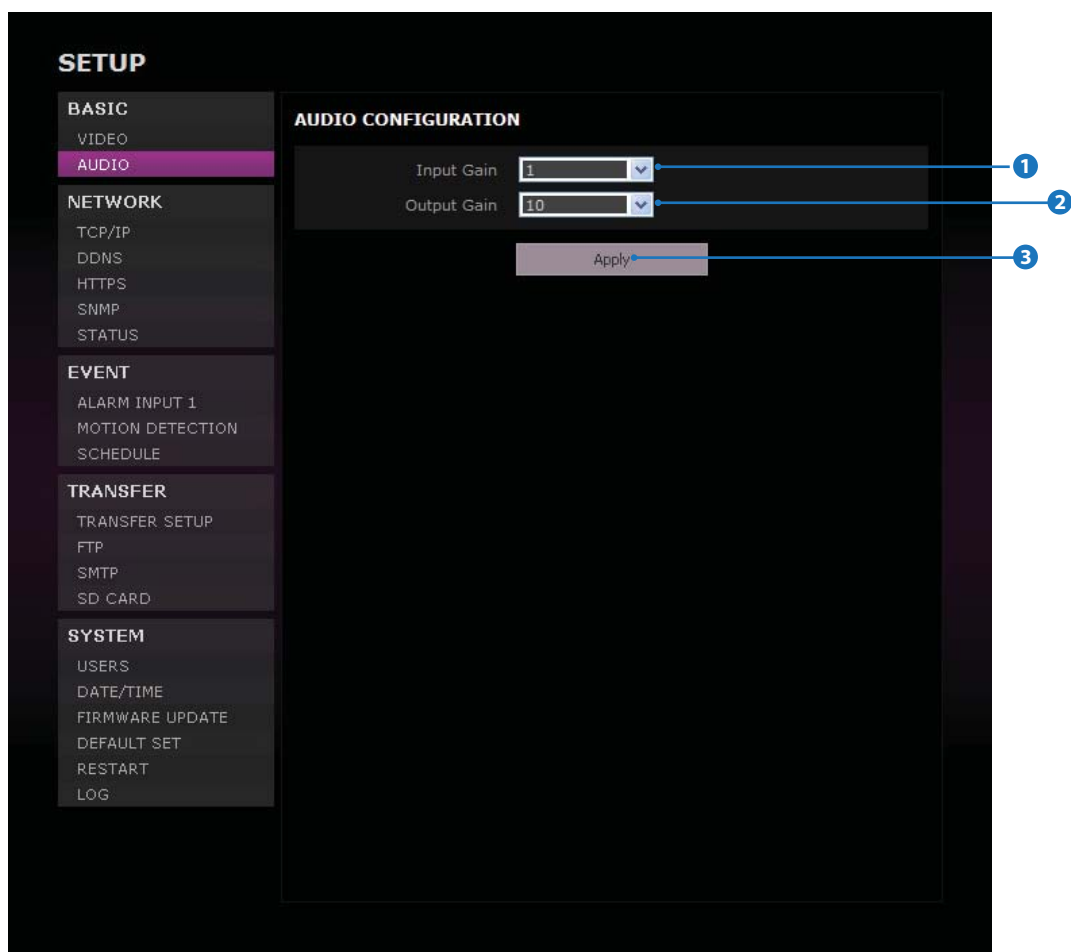 SETUP
BASIC
VIDEO
AUDIO
NETWORK
TCP/IP
DDNS
HTTPS
SNMP
STATUS
EVENT
ALARM INPUT 1
MOTION DETECTION
SCHEDULE
TRANSFER
TRANSFER SETUP
FTP
SMTP
SD CARD
SYSTEM
USERS
DATE/TIME
FIRMWARE UPDATE
DEFAULT SET
RESTART
LOG
AUDIO CONFIGURATION
Input Gain 1 1
Output Gain 10 2
Apply 3